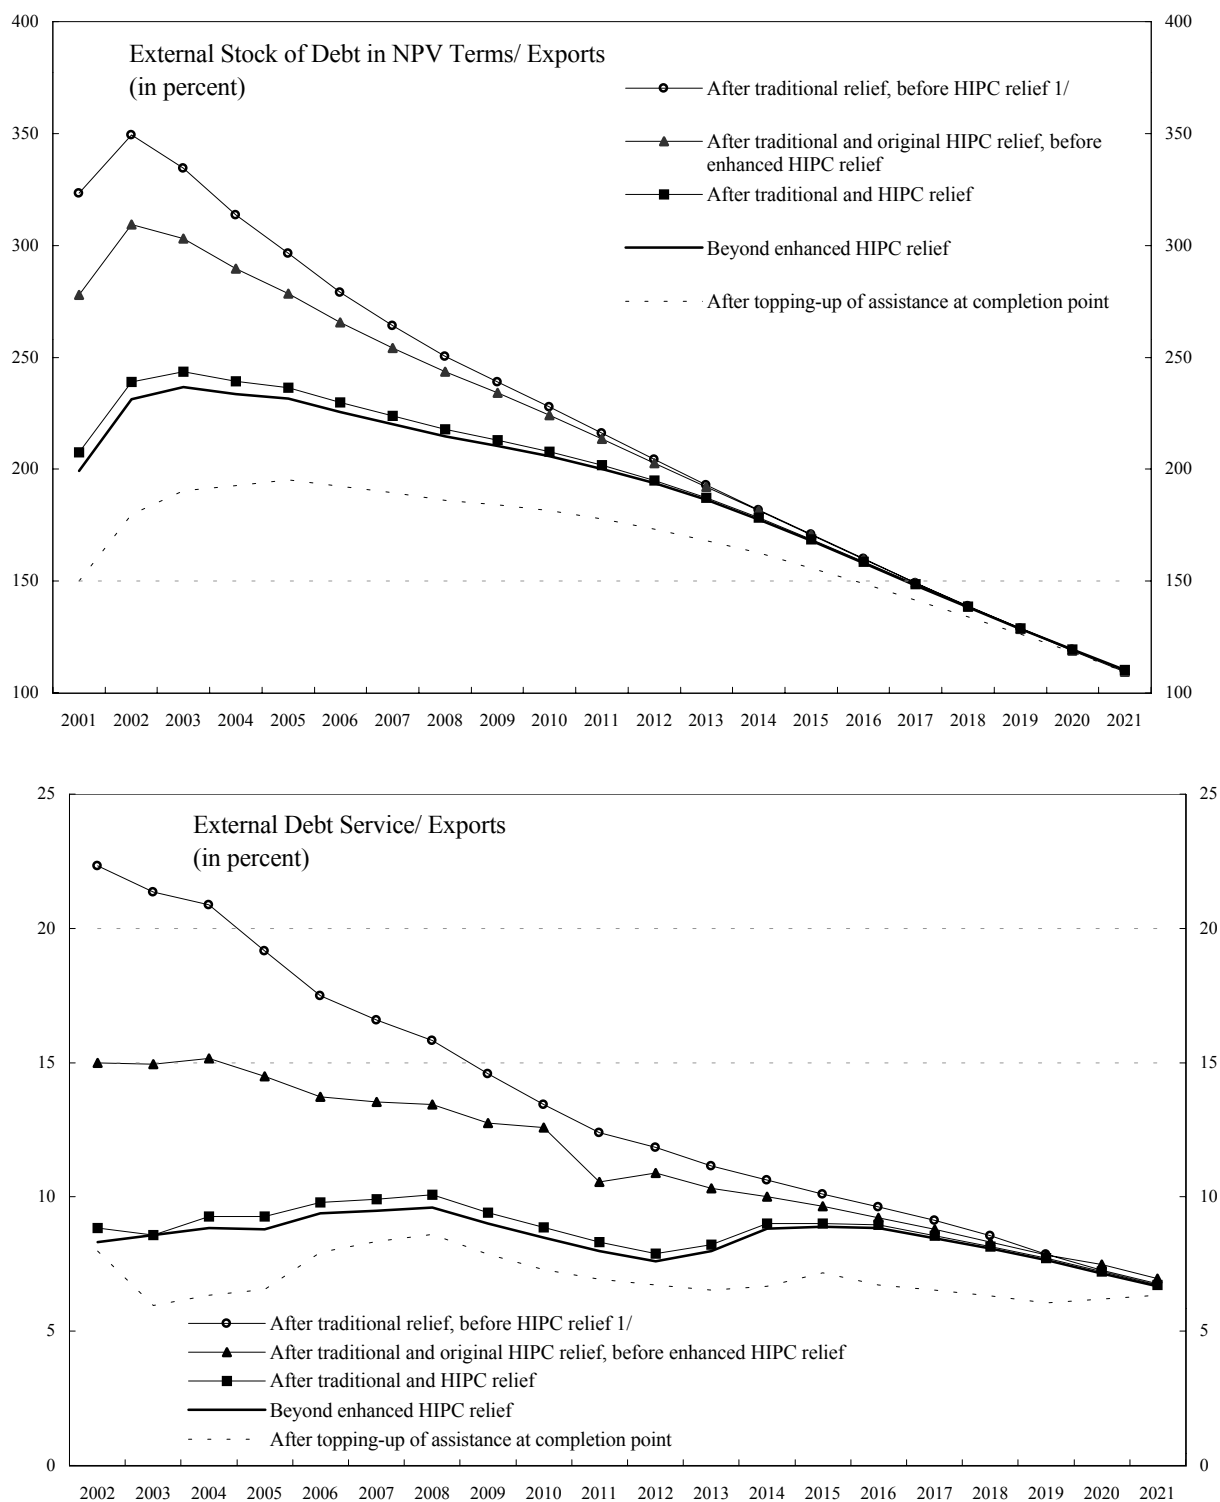 400
400
External Stock of Debt in NPV Terms/ Exports
(in percent)
After traditional relief, before HIPC relief 1/
After traditional and original HIPC relief, before
enhanced HIPC relief
After traditional and HIPC relief
Beyond enhanced HIPC relief
After topping-up of assistance at completion point
350
350
300
300
250
250
200
200
150
150
100
100
2001 2002 2003 2004 2005 2006 2007 2008 2009 2010 2011 2012 2013 2014 2015 2016 2017 2018 2019 2020 2021
25
25
External Debt Service/ Exports
(in percent)
20
20
15
15
10
10
5
5
After traditional relief, before HIPC relief 1/
After traditional and original HIPC relief, before enhanced HIPC relief
After traditional and HIPC relief
Beyond enhanced HIPC relief
After topping-up of assistance at completion point
0
0
2002 2003 2004 2005 2006 2007 2008 2009 2010 2011 2012 2013 2014 2015 2016 2017 2018 2019 2020 2021